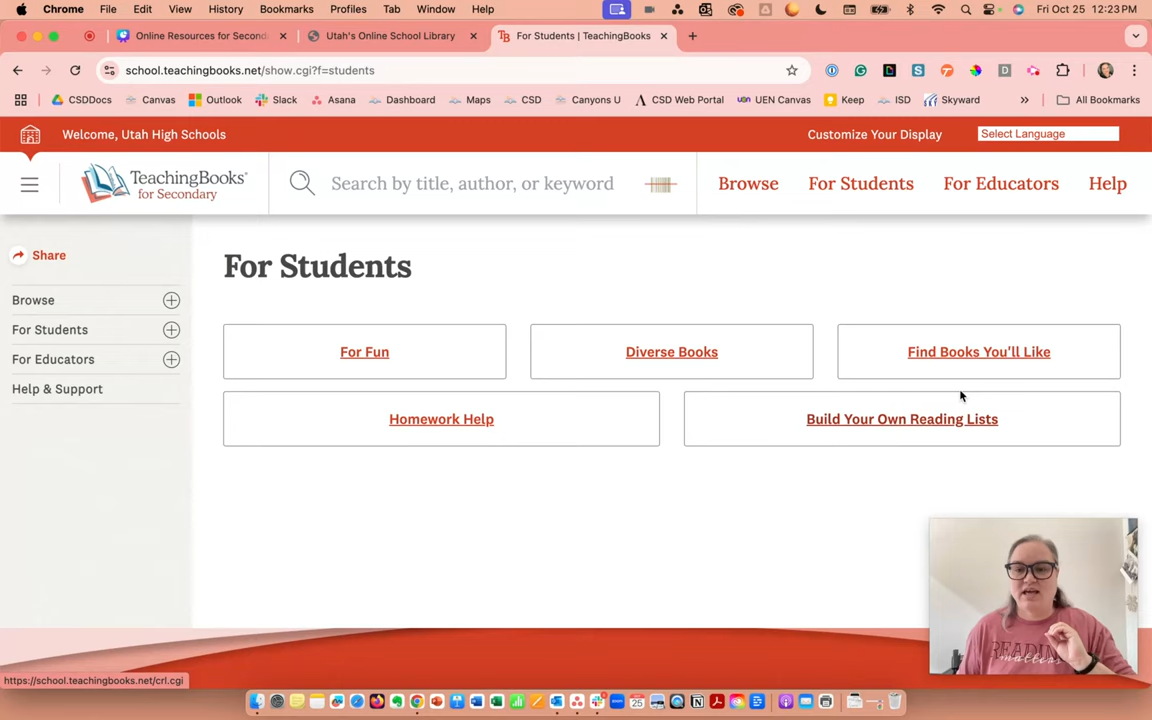 Chrome File Edit View History Bookmarks Profiles Tab Window Help Fri Oct 25 12:23 PM
Online Resources for Second Utah's Online School Library For Students | TeachingBooks
school.teachingbooks.net/show.cgi?f=students
CSDDocs Canvas Outlook Slack Asana Dashboard Maps CSD Canyons U CSD Web Portal UEN Canvas Keep ISD Skyward All Bookmarks
Welcome, Utah High Schools Customize Your Display Select Language
TeachingBooks for Secondary
Search by title, author, or keyword
Browse For Students For Educators Help
Share
Browse
For Students
For Educators
Help & Support
For Students
For Fun Diverse Books Find Books You'll Like
Homework Help Build Your Own Reading Lists
READING
matters
https://school.teachingbooks.net/crl.cgi